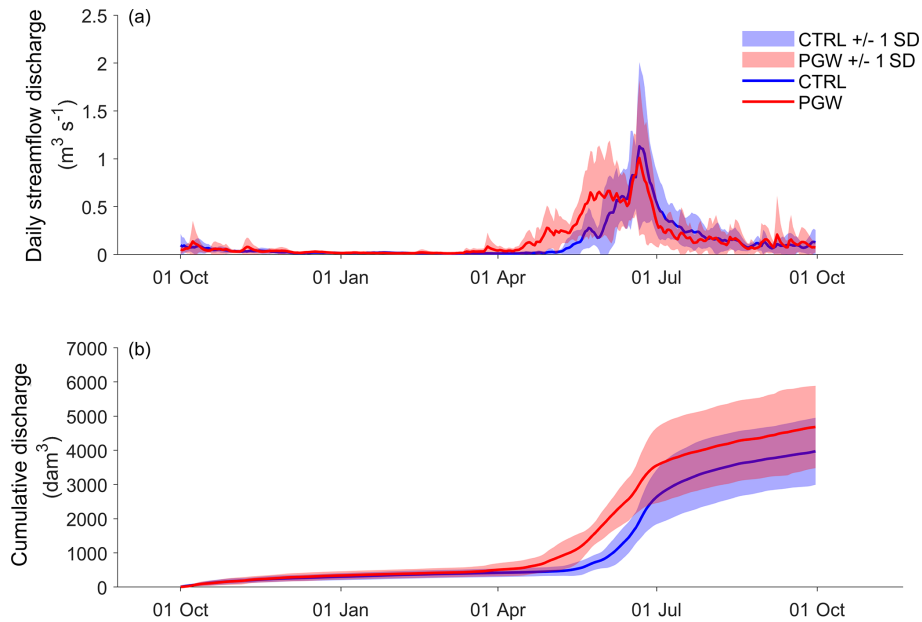 (a)
2.5
2
1.5
1
0.5
0
Daily streamflow discharge
(m³ s⁻¹)
CTRL +/- 1 SD
PGW +/- 1 SD
CTRL
PGW
01 Oct 01 Jan 01 Apr 01 Jul 01 Oct
(b)
7000
6000
5000
4000
3000
2000
1000
0
Cumulative discharge
(dam³)
01 Oct 01 Jan 01 Apr 01 Jul 01 Oct